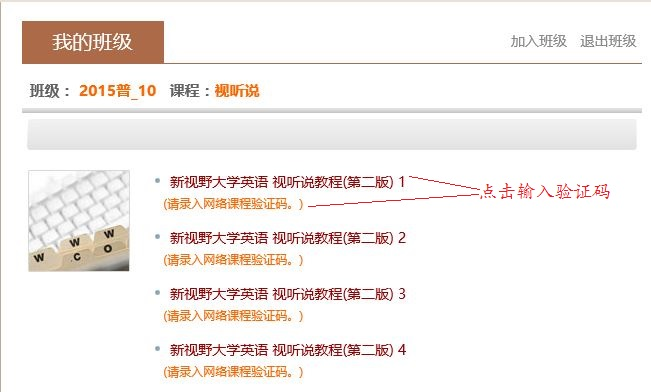 我的班级
加入班级 退出班级
班级： 2015普_10 课程：视听说
新视野大学英语 视听说教程(第二版) 1
(请录入网络课程验证码。)
点击输入验证码
新视野大学英语 视听说教程(第二版) 2
(请录入网络课程验证码。)
新视野大学英语 视听说教程(第二版) 3
(请录入网络课程验证码。)
新视野大学英语 视听说教程(第二版) 4
(请录入网络课程验证码。)
W W W
.C O